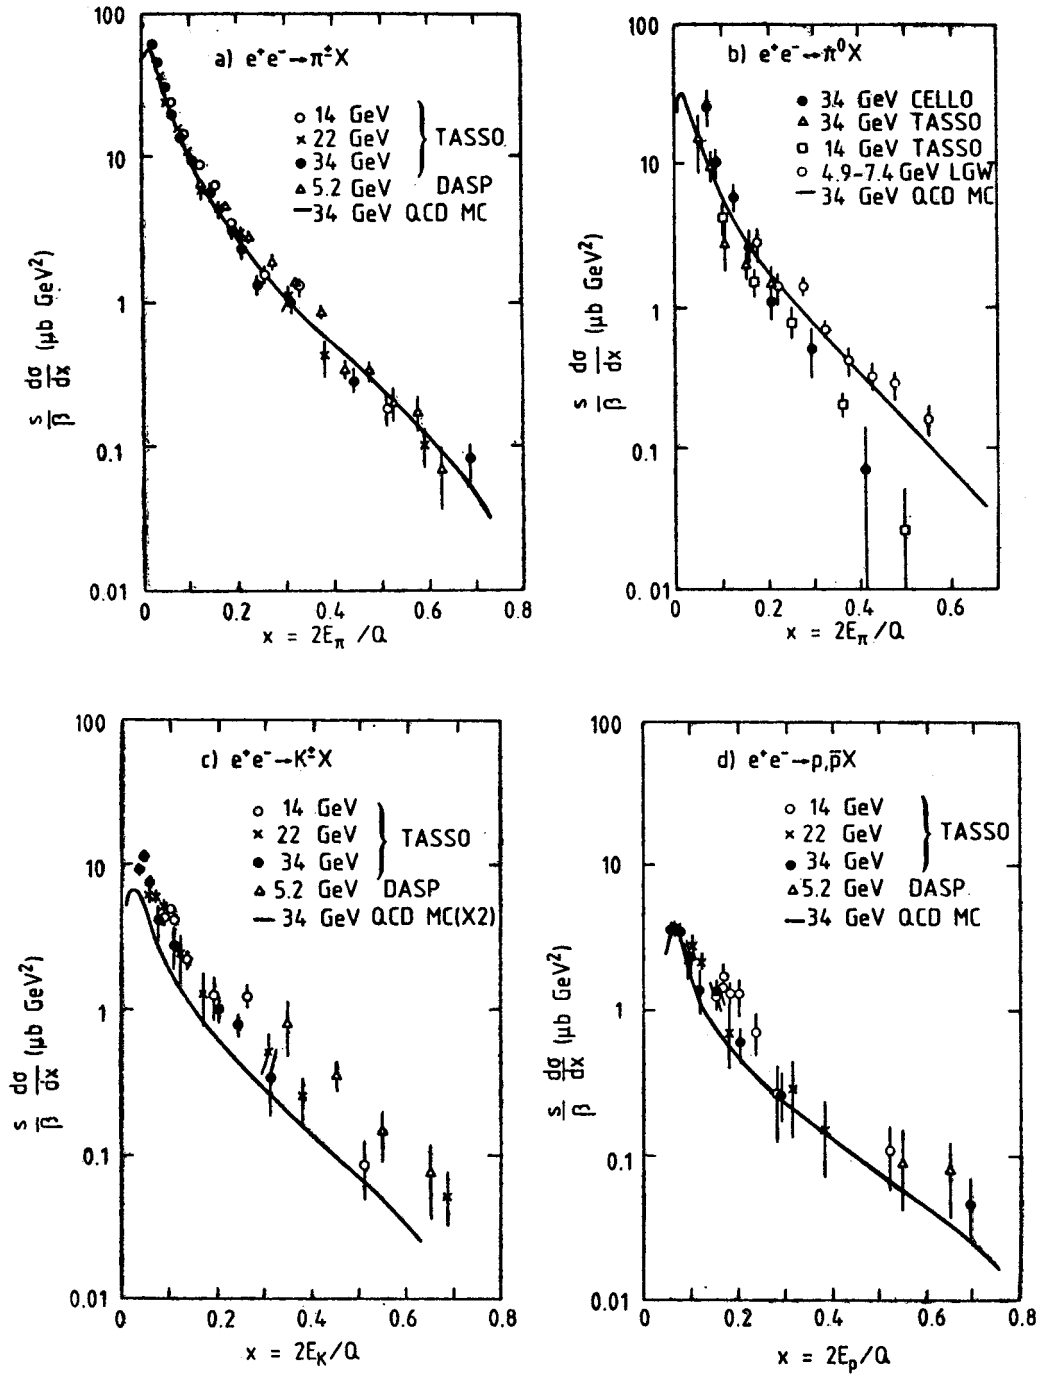 a) e⁺e⁻→π±X
100
10
1
0.1
0.01
s/β dσ/dx (μb GeV²)
○ 14 GeV
× 22 GeV
● 34 GeV
} TASSO
△ 5.2 GeV DASP
— 34 GeV QCD MC
0 0.2 0.4 0.6 0.8
x = 2Eπ/Q
b) e⁺e⁻→π⁰X
100
10
1
0.1
0.01
s/β dσ/dx (μb GeV²)
● 34 GeV CELLO
△ 34 GeV TASSO
□ 14 GeV TASSO
○ 4.9-7.4 GeV LGW
— 34 GeV QCD MC
0 0.2 0.4 0.6
x = 2Eπ/Q
c) e⁺e⁻→K±X
100
10
1
0.1
0.01
s/β dσ/dx (μb GeV²)
○ 14 GeV
× 22 GeV
● 34 GeV
} TASSO
△ 5.2 GeV DASP
— 34 GeV QCD MC(X2)
0 0.2 0.4 0.6 0.8
x = 2E_K/Q
d) e⁺e⁻→p,p̄X
100
10
1
0.1
0.01
s/β dσ/dx (μb GeV²)
○ 14 GeV
× 22 GeV
● 34 GeV
} TASSO
△ 5.2 GeV DASP
— 34 GeV QCD MC
0 0.2 0.4 0.6 0.8
x = 2Ep/Q